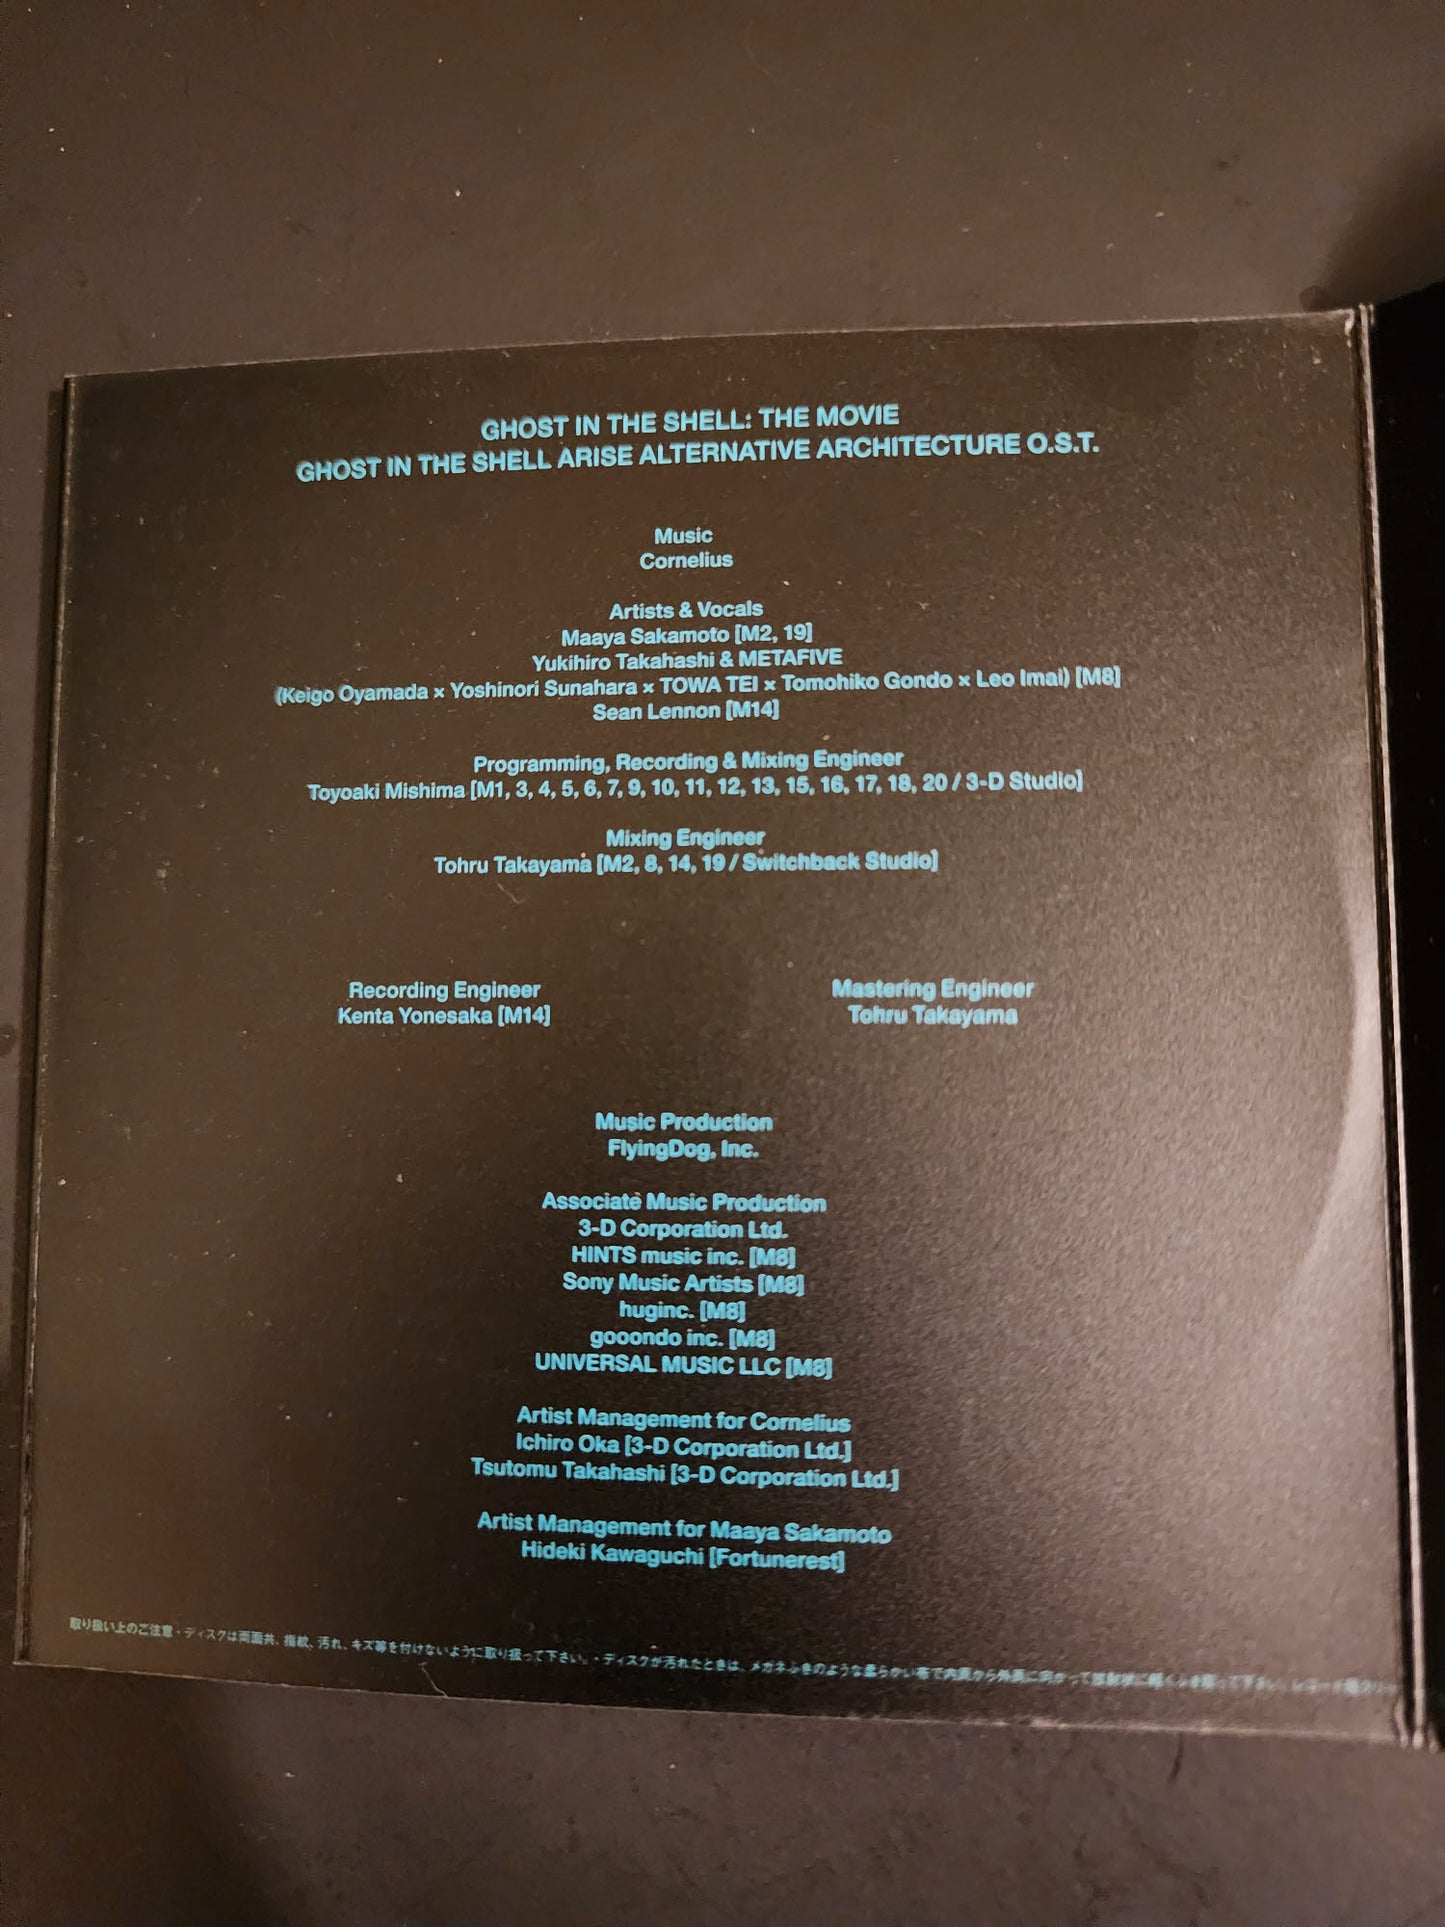 GHOST IN THE SHELL: THE MOVIE
GHOST IN THE SHELL ARISE ALTERNATIVE ARCHITECTURE O.S.T.
Music
Cornelius
Artists & Vocals
Maaya Sakamoto [M2, 19]
Yukihiro Takahashi & METAFIVE
(Keigo Oyamada × Yoshinori Sunahara × TOWA TEI × Tomohiko Gondo × Leo Imai) [M8]
Sean Lennon [M14]
Programming, Recording & Mixing Engineer
Toyoaki Mishima [M1, 3, 4, 5, 6, 7, 9, 10, 11, 12, 13, 15, 16, 17, 18, 20 / 3-D Studio]
Mixing Engineer
Tohru Takayama [M2, 8, 14, 19 / Switchback Studio]
Recording Engineer
Kenta Yonesaka [M14]
Mastering Engineer
Tohru Takayama
Music Production
FlyingDog, Inc.
Associate Music Production
3-D Corporation Ltd.
HINTS music inc. [M8]
Sony Music Artists [M8]
huginc. [M8]
gooondo inc. [M8]
UNIVERSAL MUSIC LLC [M8]
Artist Management for Cornelius
Ichiro Oka [3-D Corporation Ltd.]
Tsutomu Takahashi [3-D Corporation Ltd.]
Artist Management for Maaya Sakamoto
Hideki Kawaguchi [Fortunerest]
取り扱い上のご注意・ディスクは両面共、指紋、汚れ、キズ等を付けないように取り扱って下さい。・ディスクが汚れたときは、メガネふきのような柔らかい布で内周から外周に向かって放射状に軽くふき取って下さい。